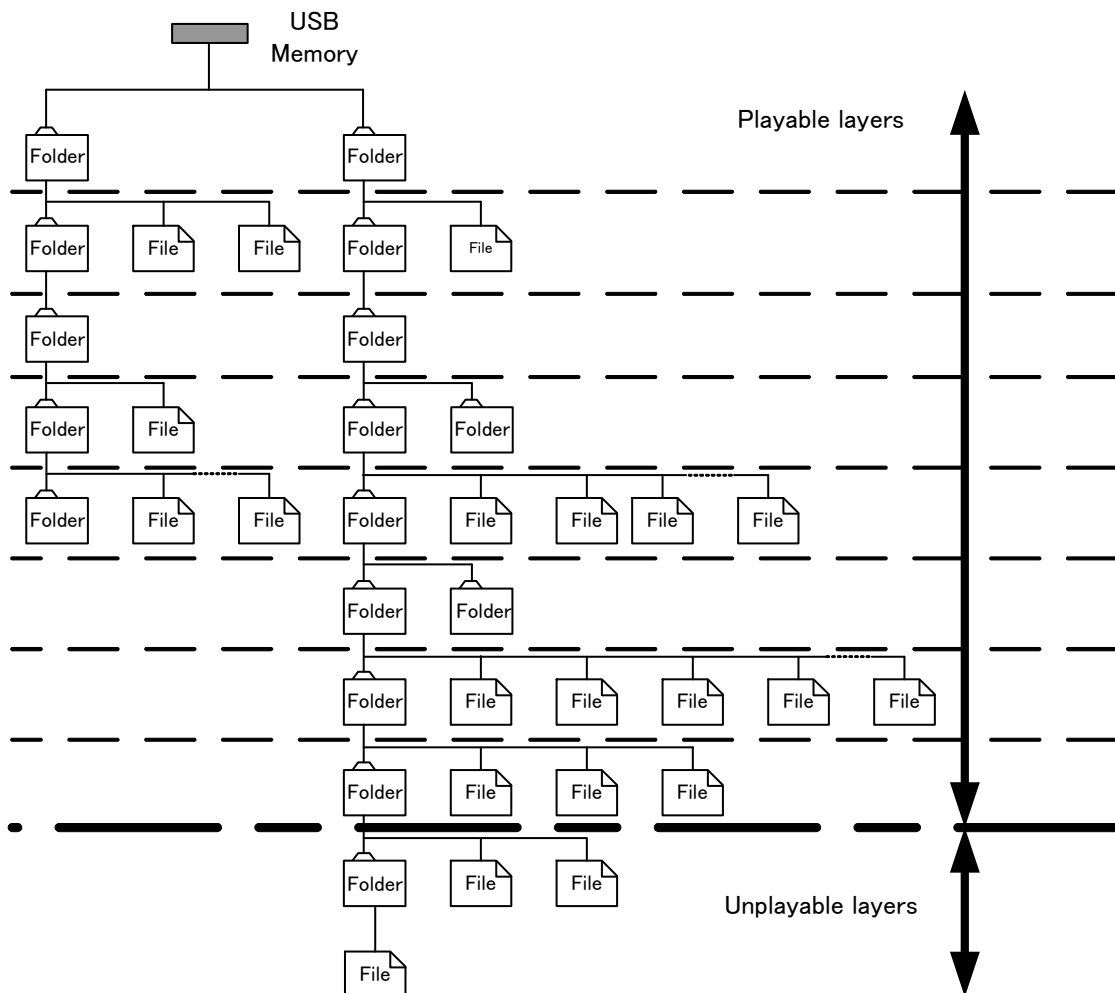 USB
Memory
Playable layers
Folder Folder
Folder File File Folder File
Folder Folder
Folder File Folder Folder
Folder File File Folder File File File File
Folder Folder
Folder File File File File File
Folder File File File
Folder File File
Unplayable layers
File